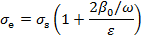 σₑ = σₛ(1 + (2β₀/ω)/ε)